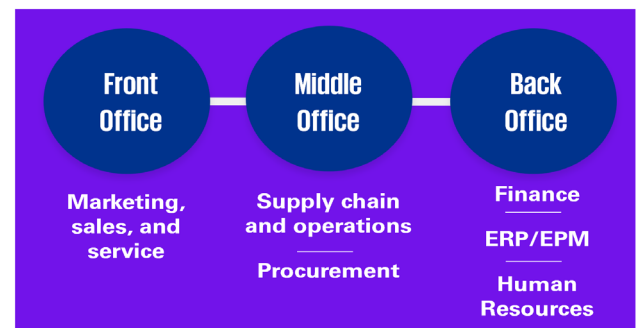 Front
Office
Middle
Office
Back
Office
Marketing,
sales, and
service
Supply chain
and operations
Procurement
Finance
ERP/EPM
Human
Resources